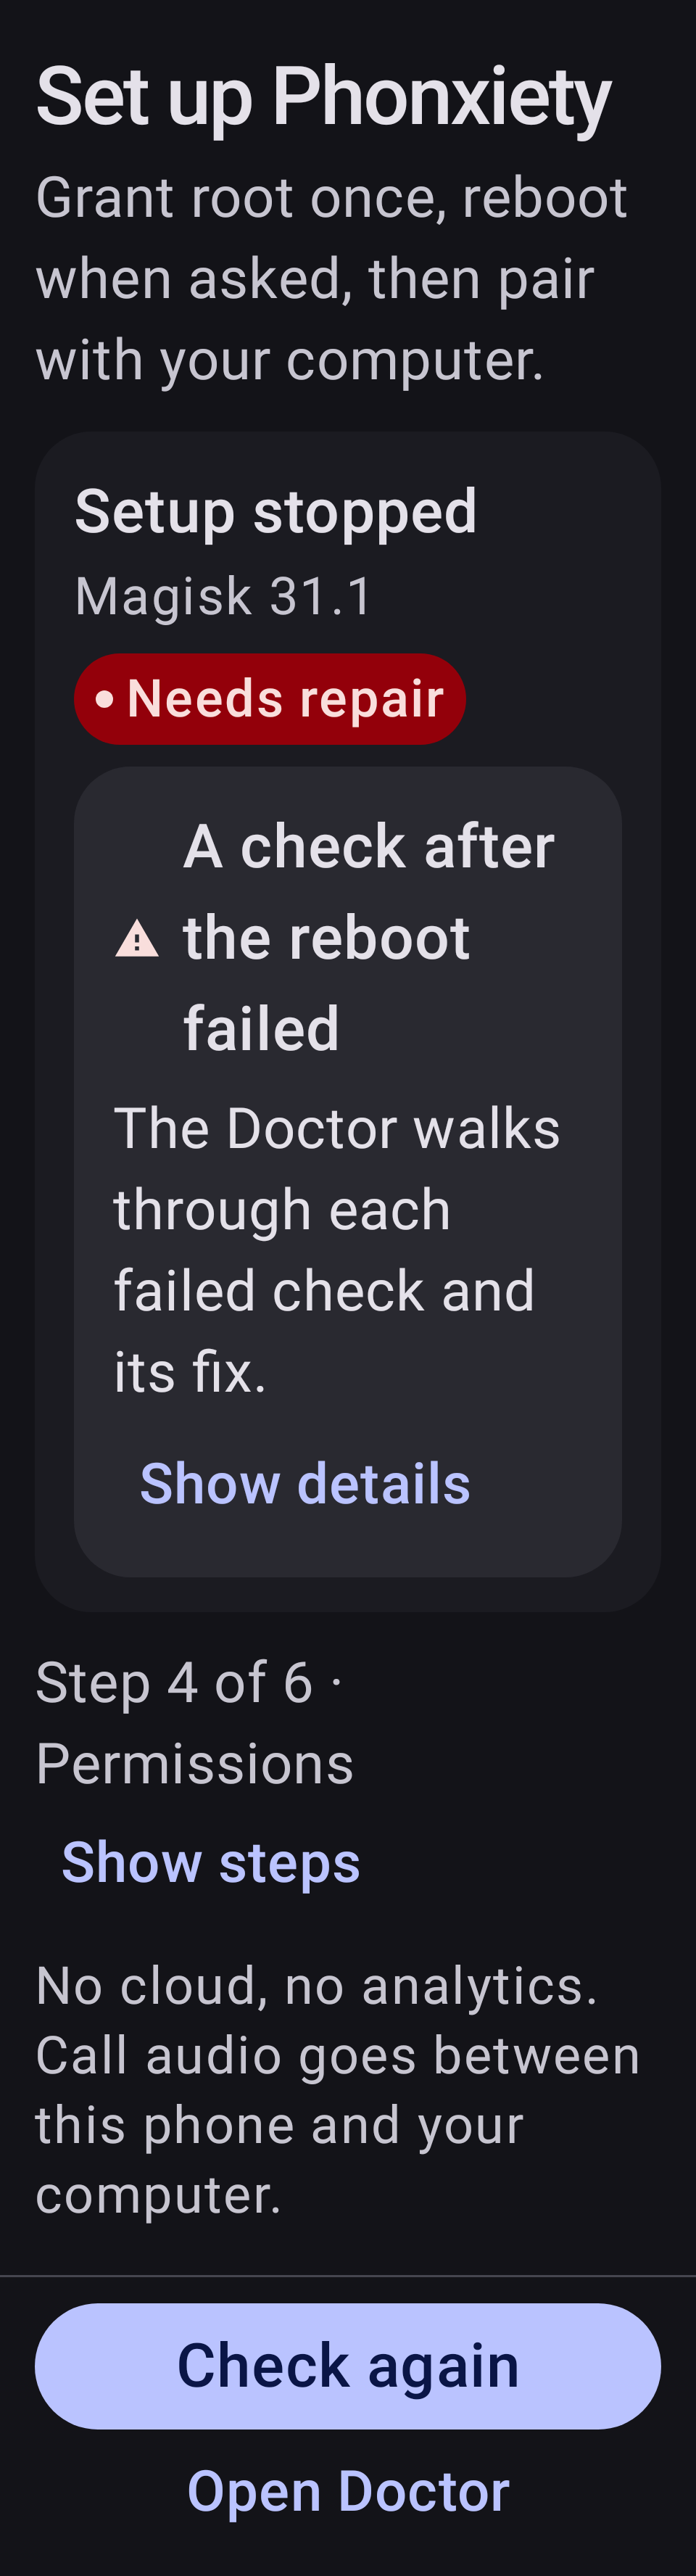 Set up Phonxiety
Grant root once, reboot
when asked, then pair
with your computer.
Setup stopped
Magisk 31.1
• Needs repair
A check after
the reboot
failed
The Doctor walks
through each
failed check and
its fix.
Show details
Step 4 of 6 ·
Permissions
Show steps
No cloud, no analytics.
Call audio goes between
this phone and your
computer.
Check again
Open Doctor